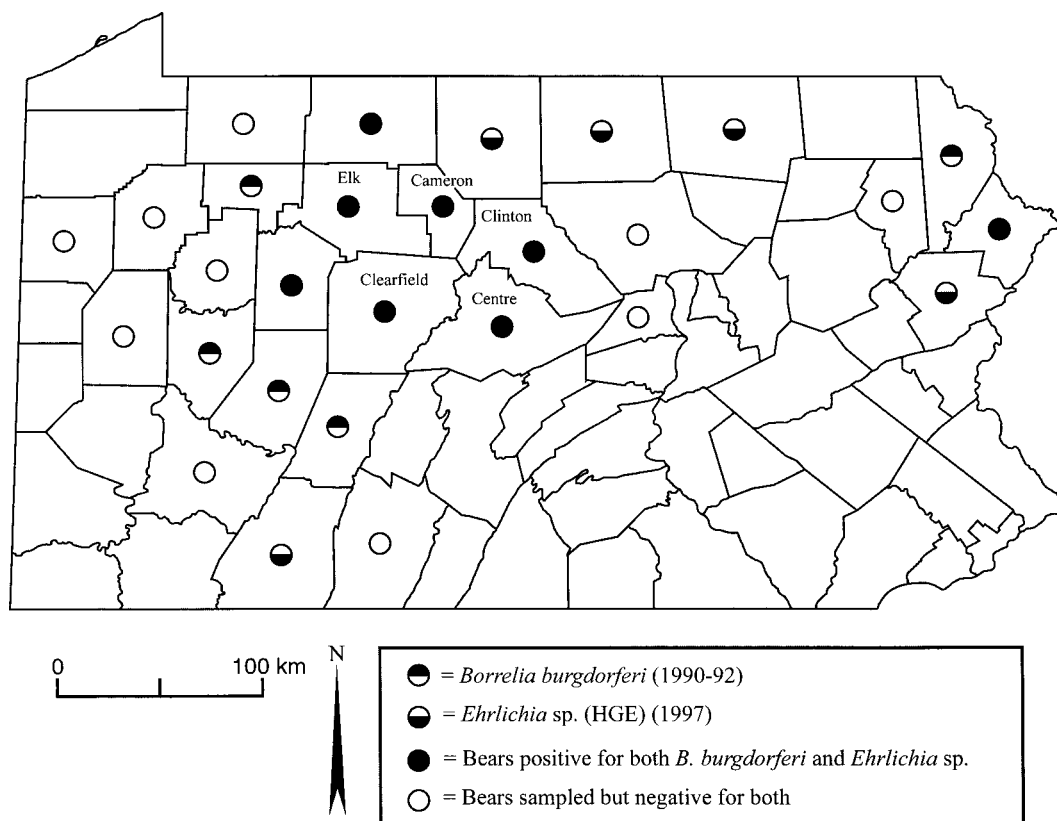 Elk
Cameron
Clinton
Clearfield
Centre
0 100 km
N
= Borrelia burgdorferi (1990-92)
= Ehrlichia sp. (HGE) (1997)
= Bears positive for both B. burgdorferi and Ehrlichia sp.
= Bears sampled but negative for both